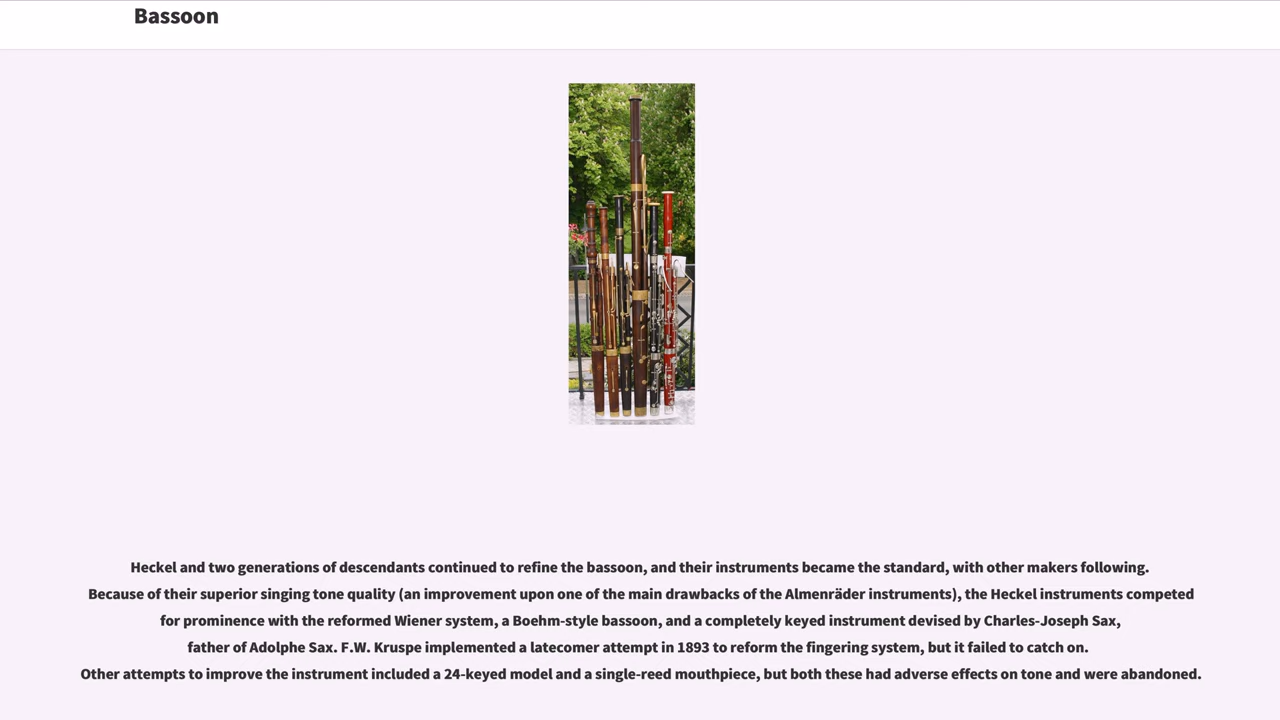 Bassoon
Heckel and two generations of descendants continued to refine the bassoon, and their instruments became the standard, with other makers following.
Because of their superior singing tone quality (an improvement upon one of the main drawbacks of the Almenräder instruments), the Heckel instruments competed
for prominence with the reformed Wiener system, a Boehm-style bassoon, and a completely keyed instrument devised by Charles-Joseph Sax,
father of Adolphe Sax. F.W. Kruspe implemented a latecomer attempt in 1893 to reform the fingering system, but it failed to catch on.
Other attempts to improve the instrument included a 24-keyed model and a single-reed mouthpiece, but both these had adverse effects on tone and were abandoned.